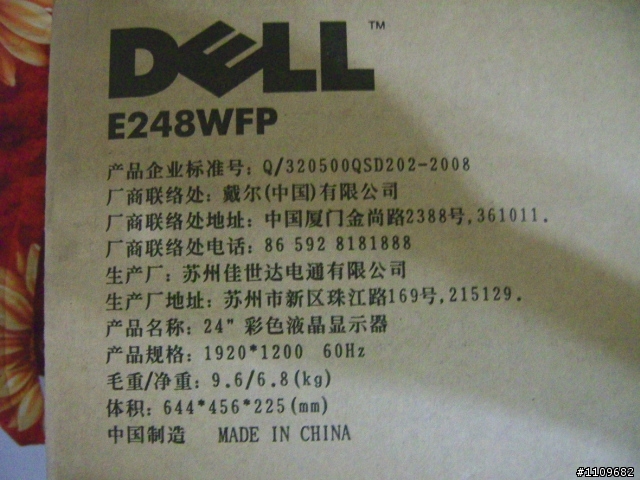 DELL™
E248WFP
产品企业标准号: Q/320500QSD202-2008
厂商联络处: 戴尔(中国)有限公司
厂商联络处地址: 中国厦门金尚路2388号,361011.
厂商联络处电话: 86 592 8181888
生产厂: 苏州佳世达电通有限公司
生产厂地址: 苏州市新区珠江路169号,215129.
产品名称: 24" 彩色液晶显示器
产品规格: 1920*1200 60Hz
毛重/净重: 9.6/6.8(kg)
体积: 644*456*225(mm)
中国制造 MADE IN CHINA
#1109682